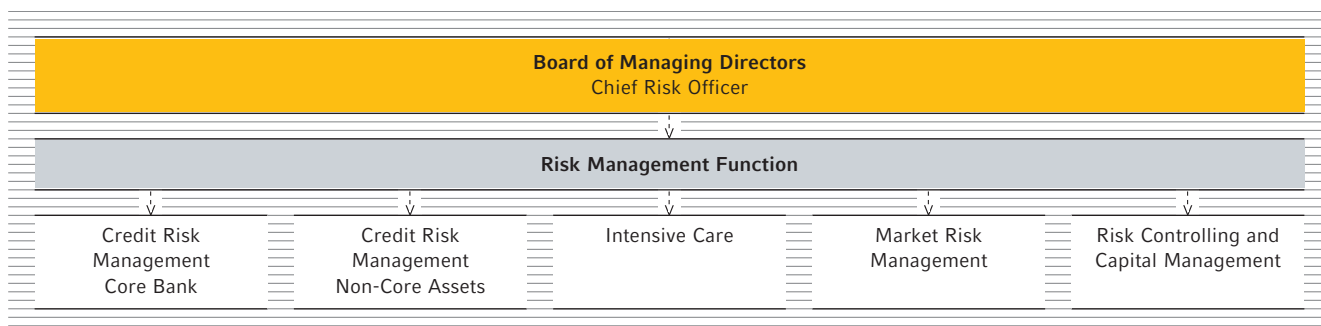 Board of Managing Directors
Chief Risk Officer
Risk Management Function
Credit Risk
Management
Core Bank
Credit Risk
Management
Non-Core Assets
Intensive Care
Market Risk
Management
Risk Controlling and
Capital Management